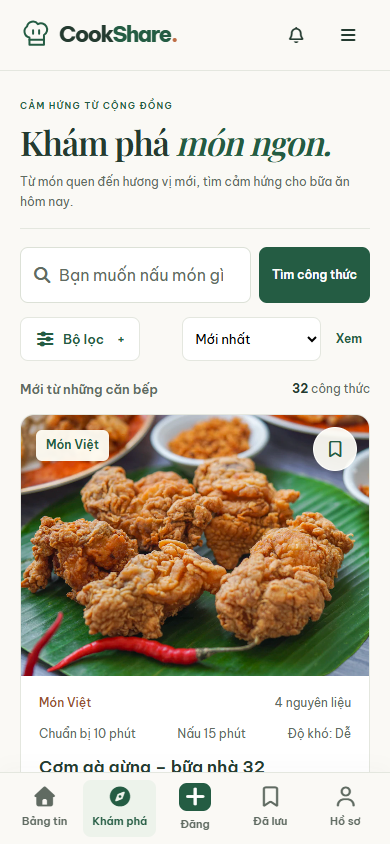 CookShare.
CẢM HỨNG TỪ CỘNG ĐỒNG
Khám phá món ngon.
Từ món quen đến hương vị mới, tìm cảm hứng cho bữa ăn
hôm nay.
Bạn muốn nấu món gì
Tìm công thức
Bộ lọc +
Mới nhất
Xem
Mới từ những căn bếp
32 công thức
Món Việt
Món Việt
4 nguyên liệu
Chuẩn bị 10 phút
Nấu 15 phút
Độ khó: Dễ
Cơm gà gừng – bữa nhà 32
Bảng tin
Khám phá
Đăng
Đã lưu
Hồ sơ